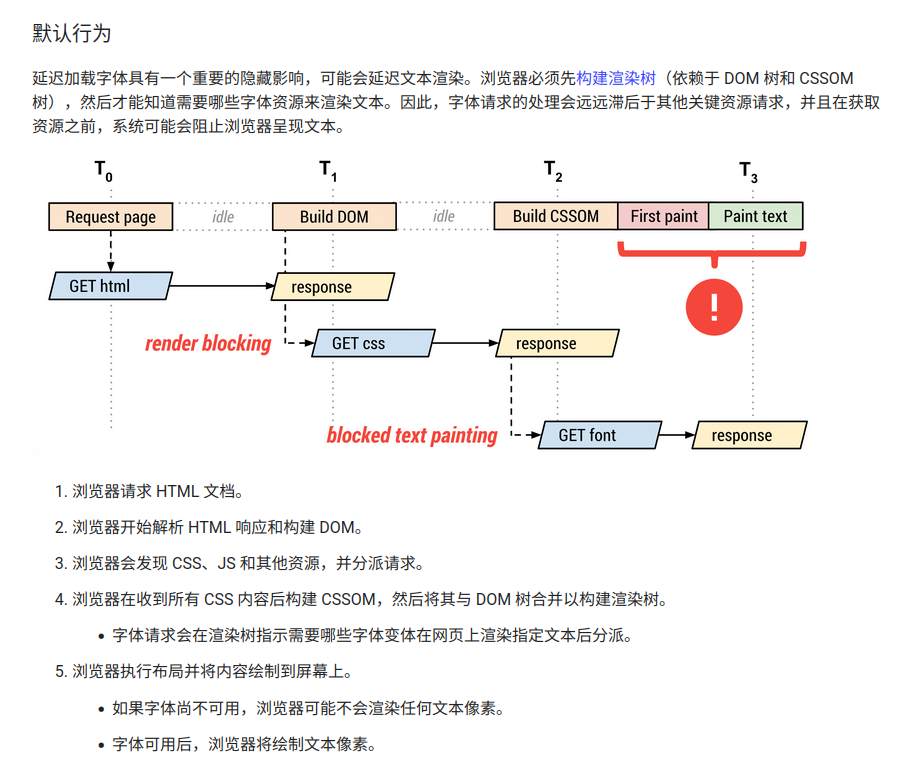 默认行为
延迟加载字体具有一个重要的隐藏影响，可能会延迟文本渲染。浏览器必须先构建渲染树（依赖于 DOM 树和 CSSOM
树），然后才能知道需要哪些字体资源来渲染文本。因此，字体请求的处理会远远滞后于其他关键资源请求，并且在获取
资源之前，系统可能会阻止浏览器呈现文本。
T0 T1 T2 T3
Request page idle Build DOM idle Build CSSOM First paint Paint text
GET html response
!
render blocking GET css response
blocked text painting GET font response
1. 浏览器请求 HTML 文档。
2. 浏览器开始解析 HTML 响应和构建 DOM。
3. 浏览器会发现 CSS、JS 和其他资源，并分派请求。
4. 浏览器在收到所有 CSS 内容后构建 CSSOM，然后将其与 DOM 树合并以构建渲染树。
• 字体请求会在渲染树指示需要哪些字体变体在网页上渲染指定文本后分派。
5. 浏览器执行布局并将内容绘制到屏幕上。
• 如果字体尚不可用，浏览器可能不会渲染任何文本像素。
• 字体可用后，浏览器将绘制文本像素。